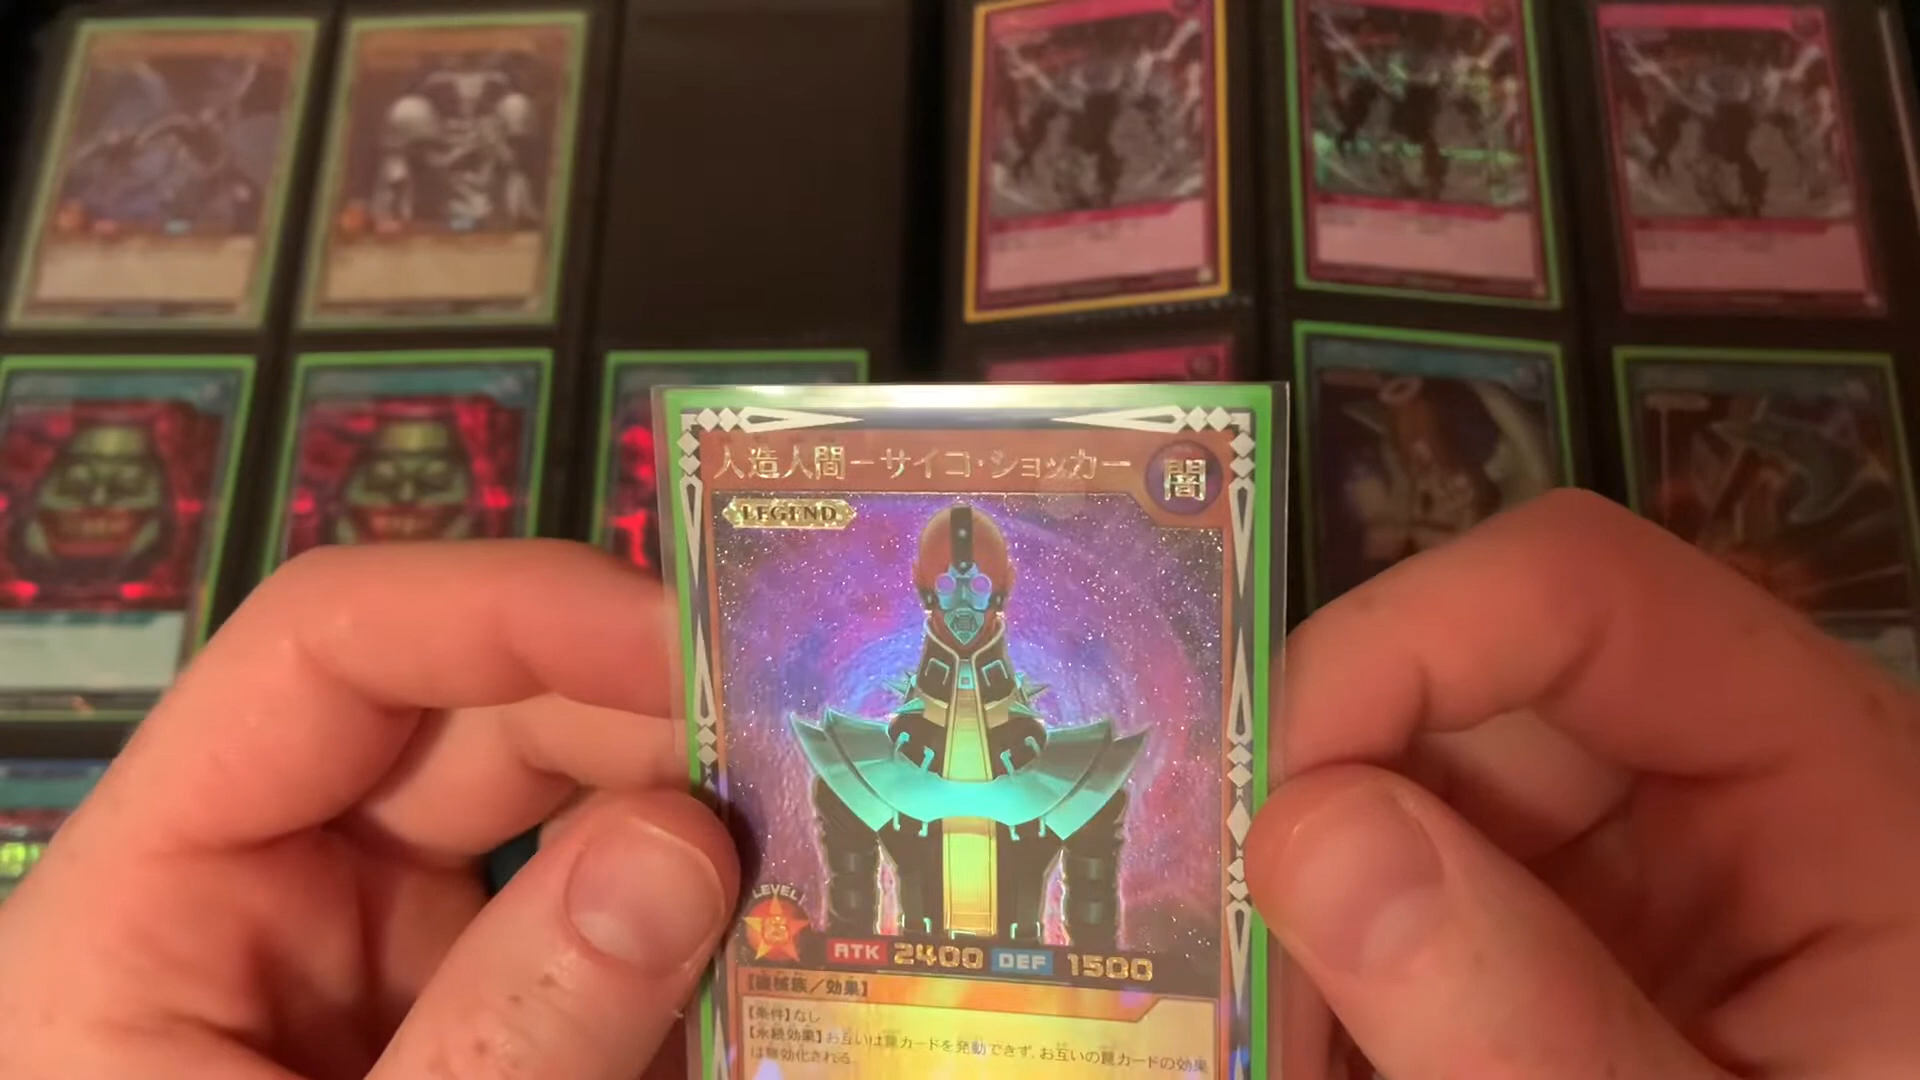 人造人間－サイコ・ショッカー
闇
LEGEND
LEVEL
6
ATK 2400 DEF 1500
【機械族／効果】
【条件】なし
【永続効果】お互いは罠カードを発動できず、お互いの罠カードの効果
は無効化される。